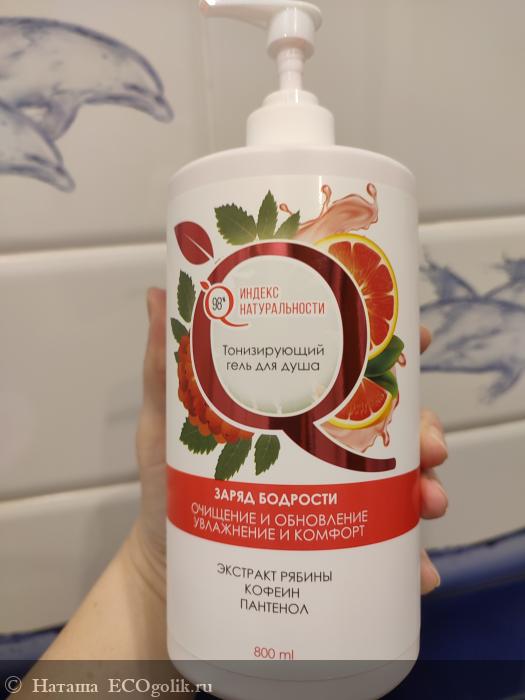 98%
ИНДЕКС
НАТУРАЛЬНОСТИ
Тонизирующий
гель для душа
ЗАРЯД БОДРОСТИ
ОЧИЩЕНИЕ И ОБНОВЛЕНИЕ
УВЛАЖНЕНИЕ И КОМФОРТ
ЭКСТРАКТ РЯБИНЫ
КОФЕИН
ПАНТЕНОЛ
800 ml
© Наташа ECOgolik.ru